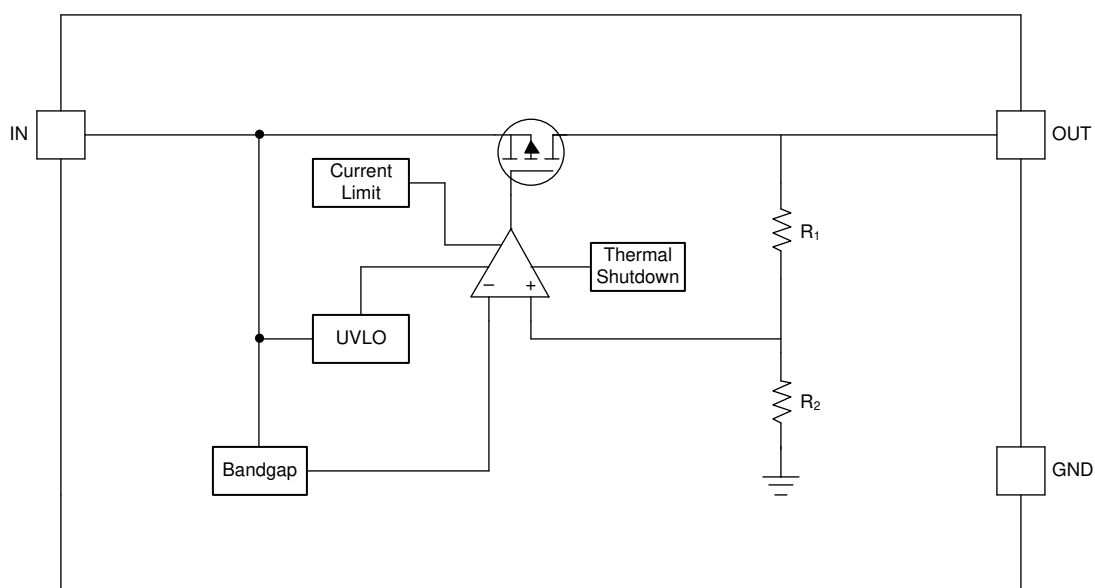 IN
OUT
Current
Limit
R₁
Thermal
Shutdown
− +
UVLO
R₂
Bandgap
GND